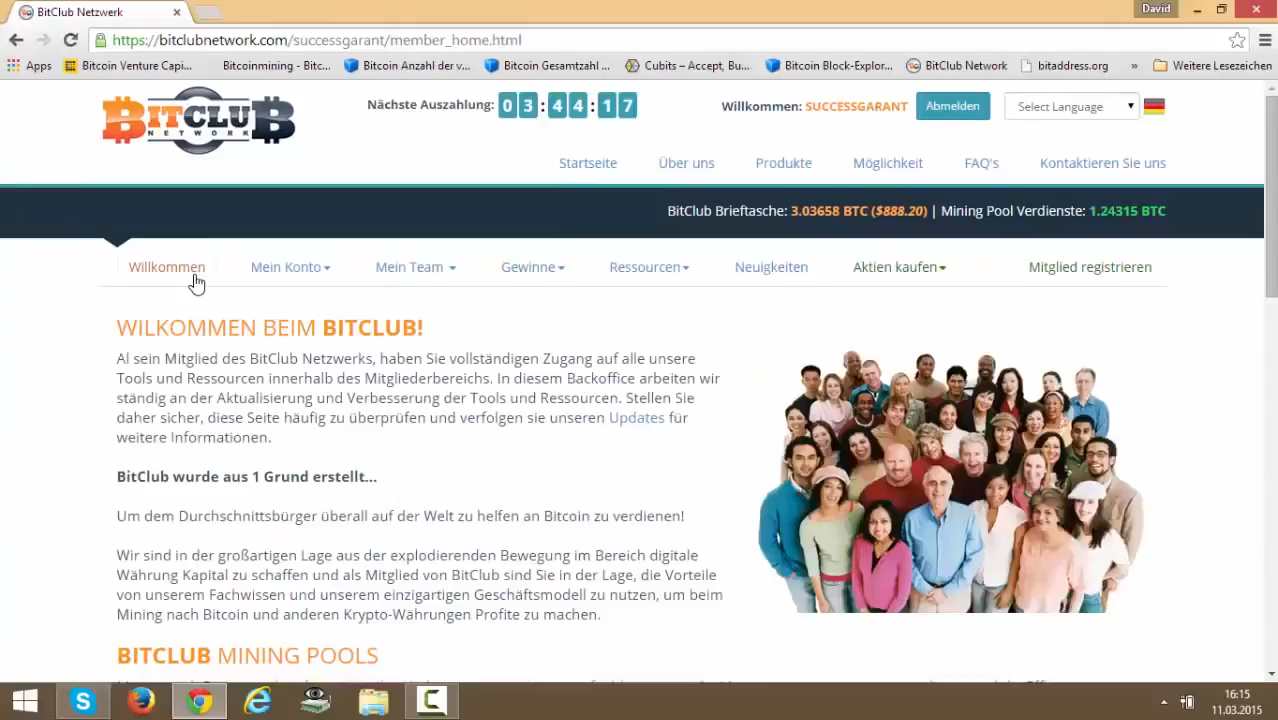 BitClub Netzwerk
David
https://bitclubnetwork.com/successgarant/member_home.html
Apps Bitcoin Venture Capi... Bitcoinmining - Bitc... Bitcoin Anzahl der v... Bitcoin Gesamtzahl ... Cubits – Accept, Bu... Bitcoin Block-Explor... BitClub Network bitaddress.org » Weitere Lesezeichen
BITCLUB
NETWORK
Nächste Auszahlung: 03:44:17
Willkommen: SUCCESSGARANT Abmelden Select Language
Startseite Über uns Produkte Möglichkeit FAQ's Kontaktieren Sie uns
BitClub Brieftasche: 3.03658 BTC ($888.20) | Mining Pool Verdienste: 1.24315 BTC
Willkommen Mein Konto Mein Team Gewinne Ressourcen Neuigkeiten Aktien kaufen Mitglied registrieren
WILKOMMEN BEIM BITCLUB!
Al sein Mitglied des BitClub Netzwerks, haben Sie vollständigen Zugang auf alle unsere
Tools und Ressourcen innerhalb des Mitgliederbereichs. In diesem Backoffice arbeiten wir
ständig an der Aktualisierung und Verbesserung der Tools und Ressourcen. Stellen Sie
daher sicher, diese Seite häufig zu überprüfen und verfolgen sie unseren Updates für
weitere Informationen.
BitClub wurde aus 1 Grund erstellt...
Um dem Durchschnittsbürger überall auf der Welt zu helfen an Bitcoin zu verdienen!
Wir sind in der großartigen Lage aus der explodierenden Bewegung im Bereich digitale
Währung Kapital zu schaffen und als Mitglied von BitClub sind Sie in der Lage, die Vorteile
von unserem Fachwissen und unserem einzigartigen Geschäftsmodell zu nutzen, um beim
Mining nach Bitcoin und anderen Krypto-Währungen Profite zu machen.
BITCLUB MINING POOLS
16:15
11.03.2015